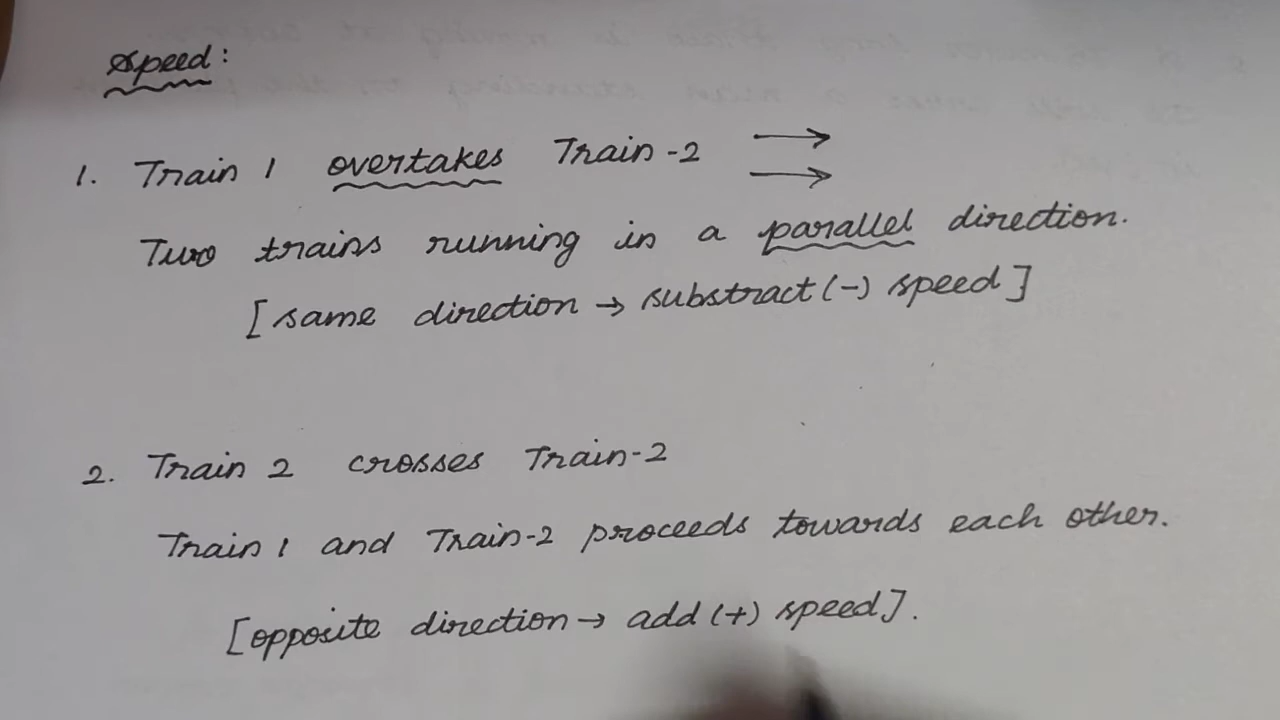 Speed:
1. Train 1 overtakes Train-2
Two trains running in a parallel direction.
[same direction → substract (-) speed]
2. Train 2 crosses Train-2
Train 1 and Train-2 proceeds towards each other.
[opposite direction → add (+) speed].